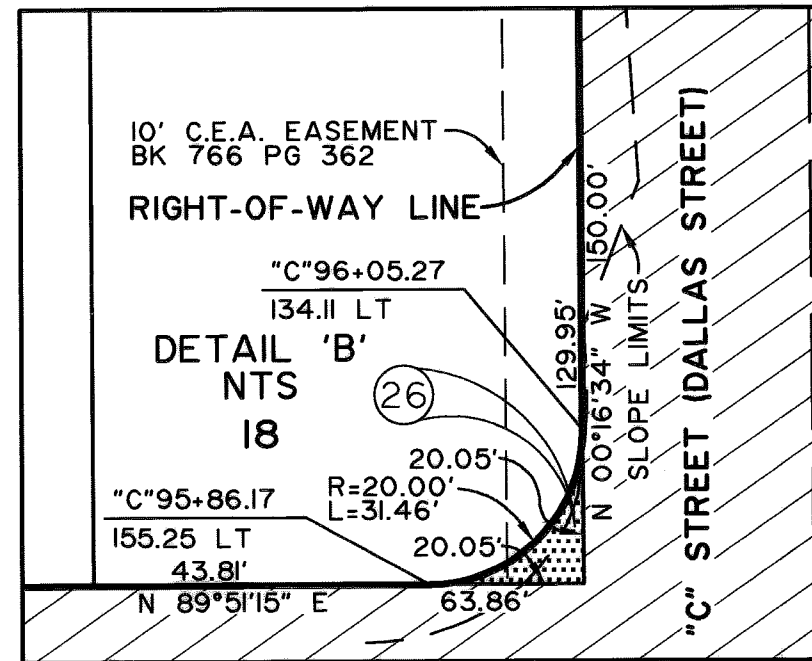 10' C.E.A. EASEMENT
BK 766 PG 362
RIGHT-OF-WAY LINE
"C"96+05.27
134.11 LT
DETAIL 'B'
NTS
18
26
20.05'
R=20.00'
L=31.46'
20.05'
"C"95+86.17
155.25 LT
43.81'
N 89°51'15" E
63.86'
129.95'
N 00°16'34" W
150.00'
SLOPE LIMITS
"C" STREET (DALLAS STREET)